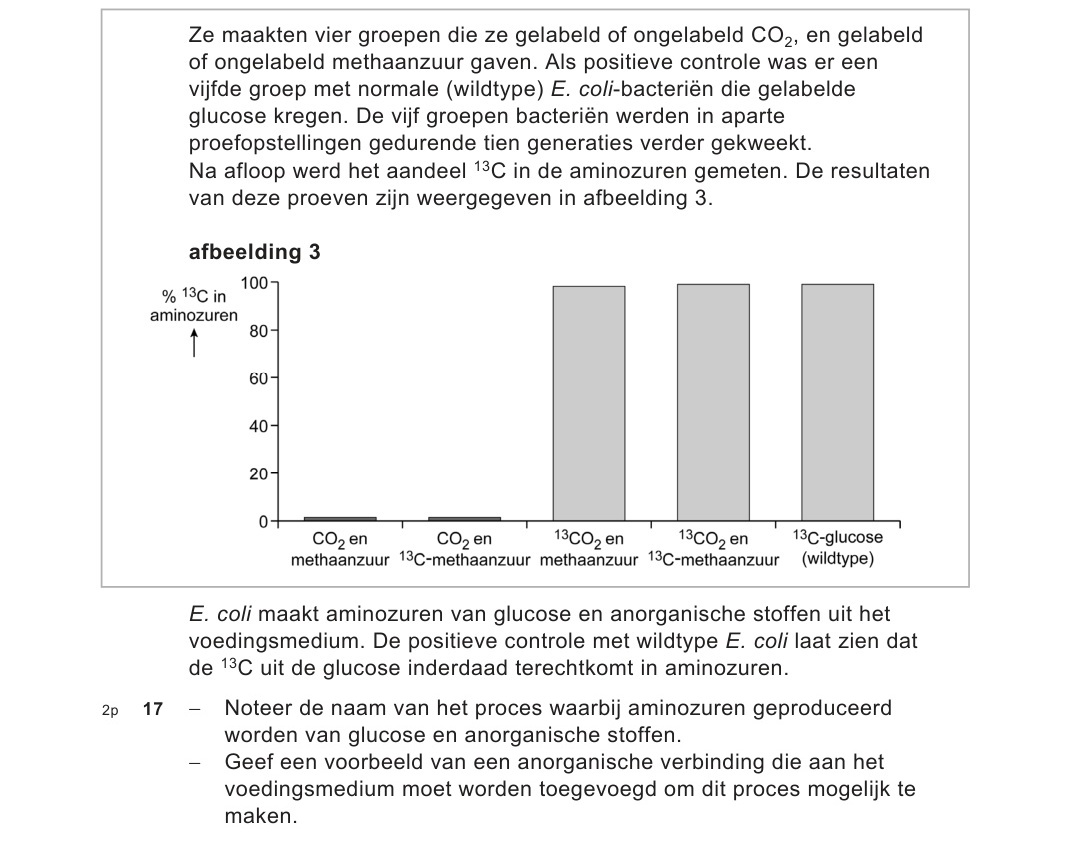 Ze maakten vier groepen die ze gelabeld of ongelabeld CO₂, en gelabeld
of ongelabeld methaanzuur gaven. Als positieve controle was er een
vijfde groep met normale (wildtype) E. coli-bacteriën die gelabelde
glucose kregen. De vijf groepen bacteriën werden in aparte
proefopstellingen gedurende tien generaties verder gekweekt.
Na afloop werd het aandeel ¹³C in de aminozuren gemeten. De resultaten
van deze proeven zijn weergegeven in afbeelding 3.
afbeelding 3
% ¹³C in
aminozuren
100
80
60
40
20
0
CO₂ en
methaanzuur
CO₂ en
¹³C-methaanzuur
¹³CO₂ en
methaanzuur
¹³CO₂ en
¹³C-methaanzuur
¹³C-glucose
(wildtype)
E. coli maakt aminozuren van glucose en anorganische stoffen uit het
voedingsmedium. De positieve controle met wildtype E. coli laat zien dat
de ¹³C uit de glucose inderdaad terechtkomt in aminozuren.
2p 17 – Noteer de naam van het proces waarbij aminozuren geproduceerd
worden van glucose en anorganische stoffen.
– Geef een voorbeeld van een anorganische verbinding die aan het
voedingsmedium moet worden toegevoegd om dit proces mogelijk te
maken.